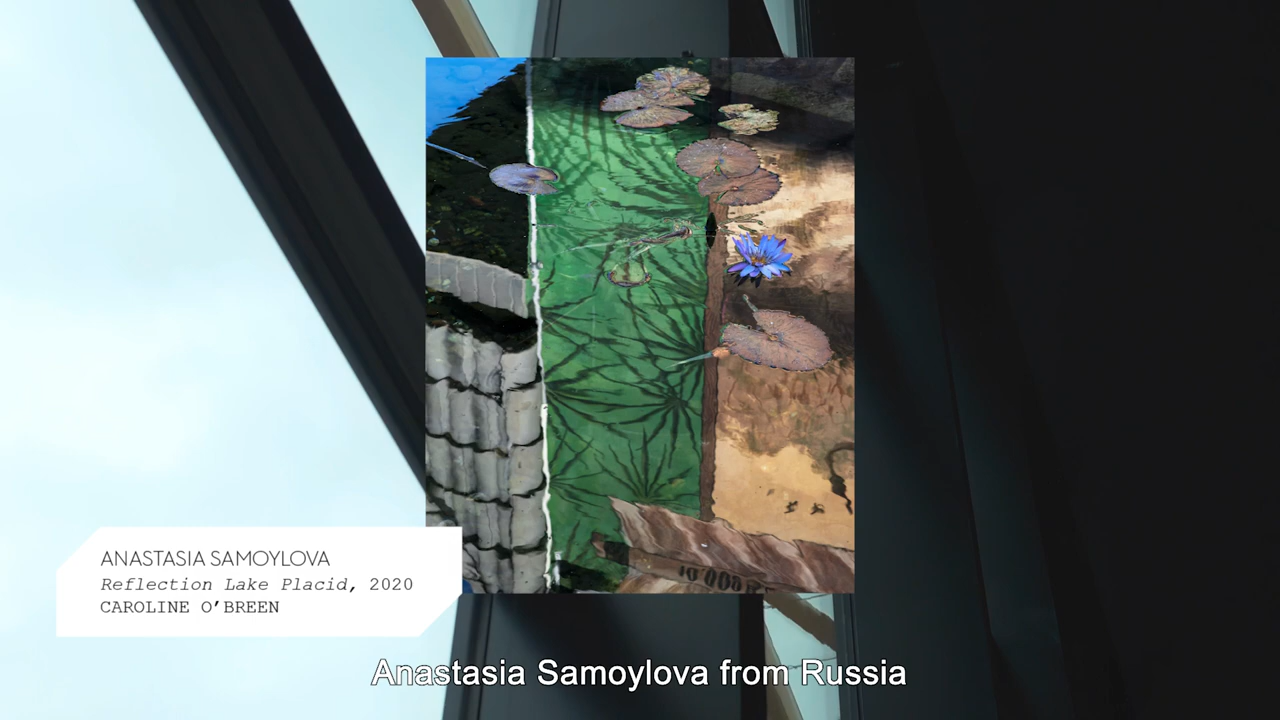 ANASTASIA SAMOYLOVA
Reflection Lake Placid, 2020
CAROLINE O’BREEN
Anastasia Samoylova from Russia